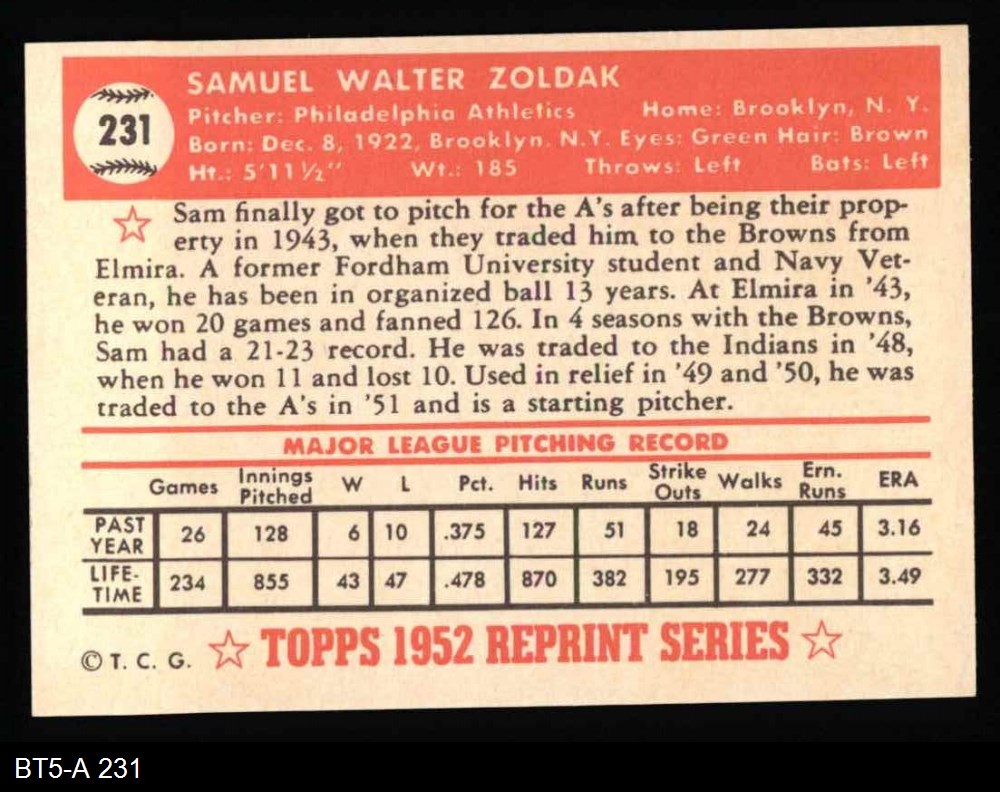 SAMUEL WALTER ZOLDAK
231
Pitcher: Philadelphia Athletics Home: Brooklyn, N. Y.
Born: Dec. 8, 1922, Brooklyn, N.Y. Eyes: Green Hair: Brown
Ht.: 5'11½" Wt.: 185 Throws: Left Bats: Left
Sam finally got to pitch for the A's after being their prop-
erty in 1943, when they traded him to the Browns from
Elmira. A former Fordham University student and Navy Vet-
eran, he has been in organized ball 13 years. At Elmira in '43,
he won 20 games and fanned 126. In 4 seasons with the Browns,
Sam had a 21-23 record. He was traded to the Indians in '48,
when he won 11 and lost 10. Used in relief in '49 and '50, he was
traded to the A's in '51 and is a starting pitcher.
MAJOR LEAGUE PITCHING RECORD
Games Innings Pitched W L Pct. Hits Runs Strike Outs Walks Ern. Runs ERA
PAST YEAR 26 128 6 10 .375 127 51 18 24 45 3.16
LIFE-TIME 234 855 43 47 .478 870 382 195 277 332 3.49
© T. C. G. TOPPS 1952 REPRINT SERIES
BT5-A 231